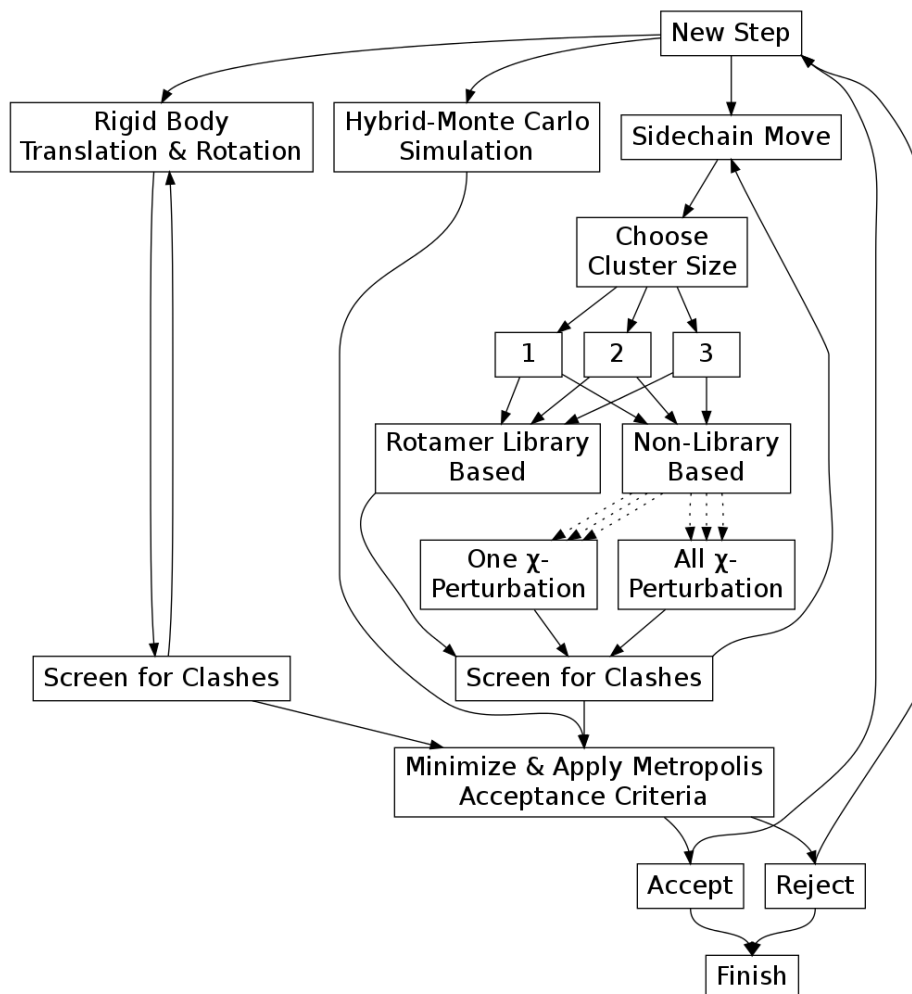 New Step
Rigid Body
Translation & Rotation
Hybrid-Monte Carlo
Simulation
Sidechain Move
Choose
Cluster Size
1
2
3
Rotamer Library
Based
Non-Library
Based
One χ-
Perturbation
All χ-
Perturbation
Screen for Clashes
Screen for Clashes
Minimize & Apply Metropolis
Acceptance Criteria
Accept
Reject
Finish